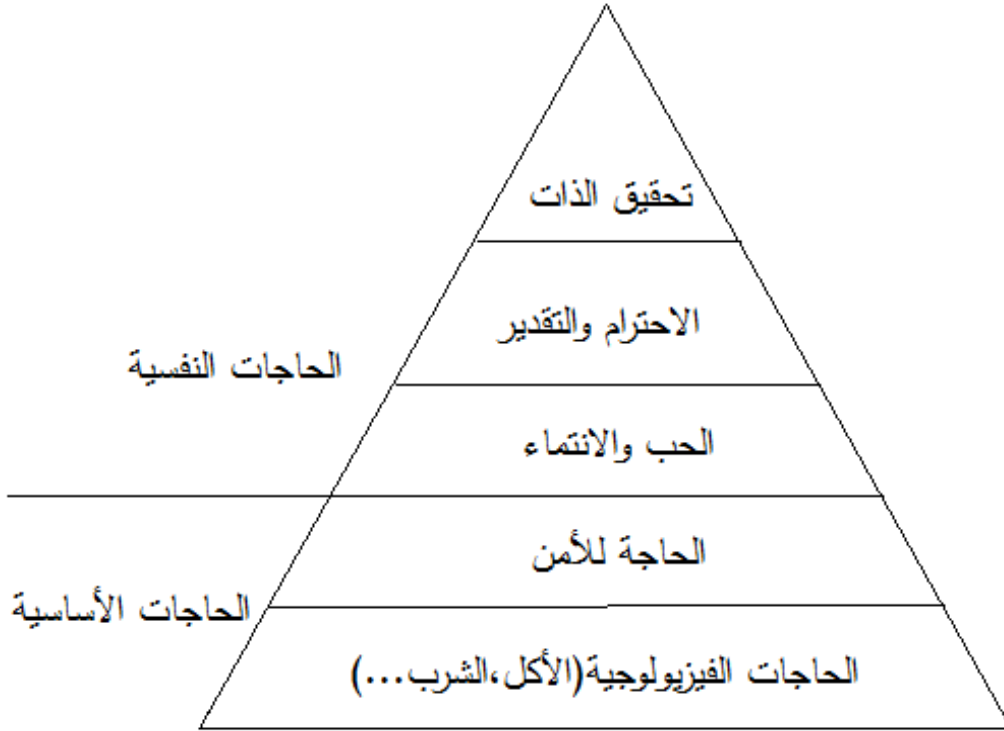 تحقيق الذات
الاحترام والتقدير
الحاجات النفسية
الحب والانتماء
الحاجة للأمن
الحاجات الأساسية
الحاجات الفيزيولوجية(الأكل،الشرب...)